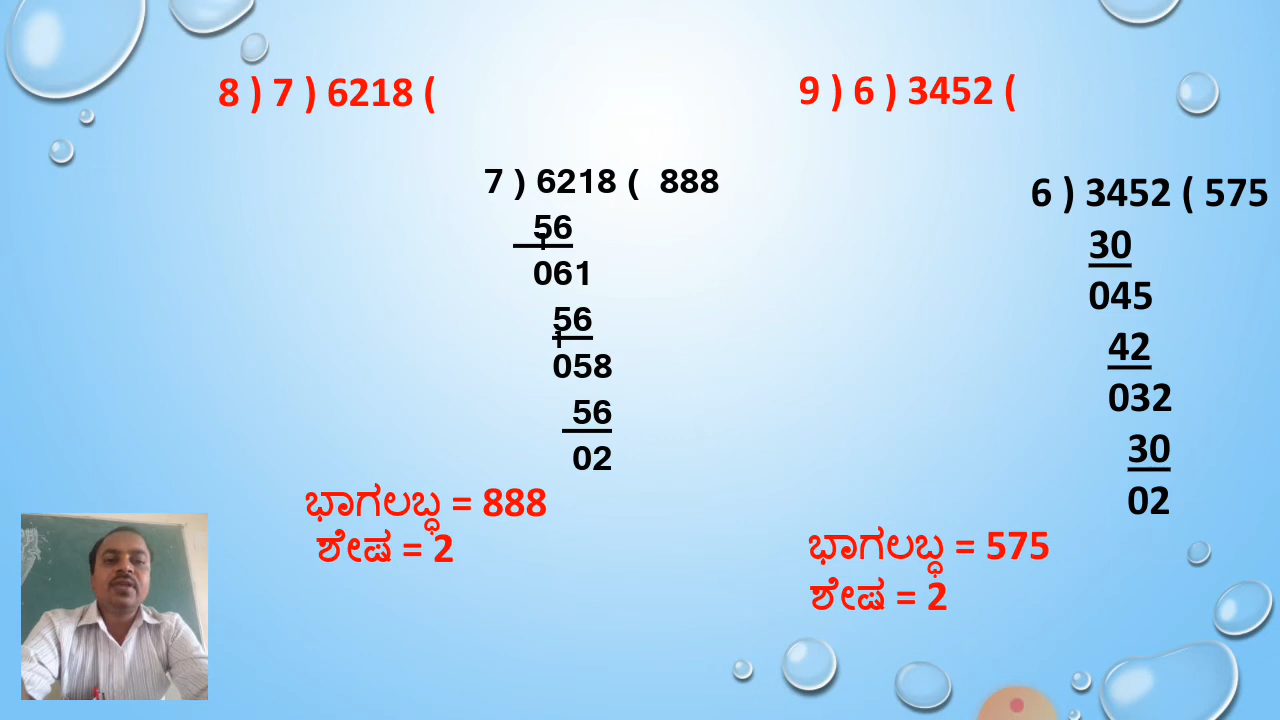 8 ) 7 ) 6218 (
7 ) 6218 ( 888
56
061
56
058
56
02
ಭಾಗಲಬ್ಧ = 888
ಶೇಷ = 2
9 ) 6 ) 3452 (
6 ) 3452 ( 575
30
045
42
032
30
02
ಭಾಗಲಬ್ಧ = 575
ಶೇಷ = 2